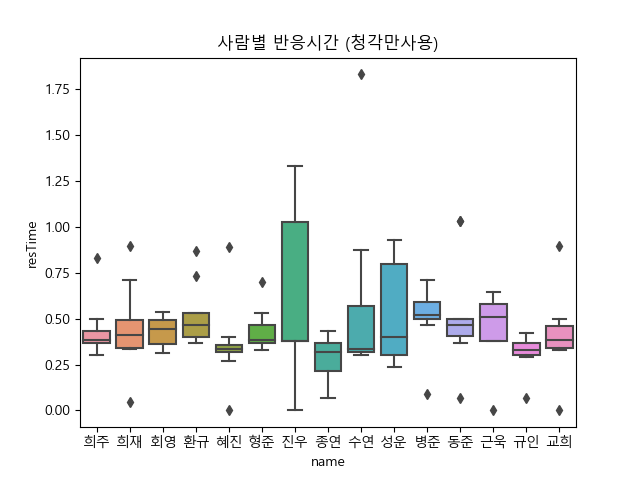 사람별 반응시간 (청각만사용)
resTime
1.75
1.50
1.25
1.00
0.75
0.50
0.25
0.00
희주 희재 회영 환규 혜진 형준 진우 종연 수연 성운 병준 동준 근욱 규인 교희
name